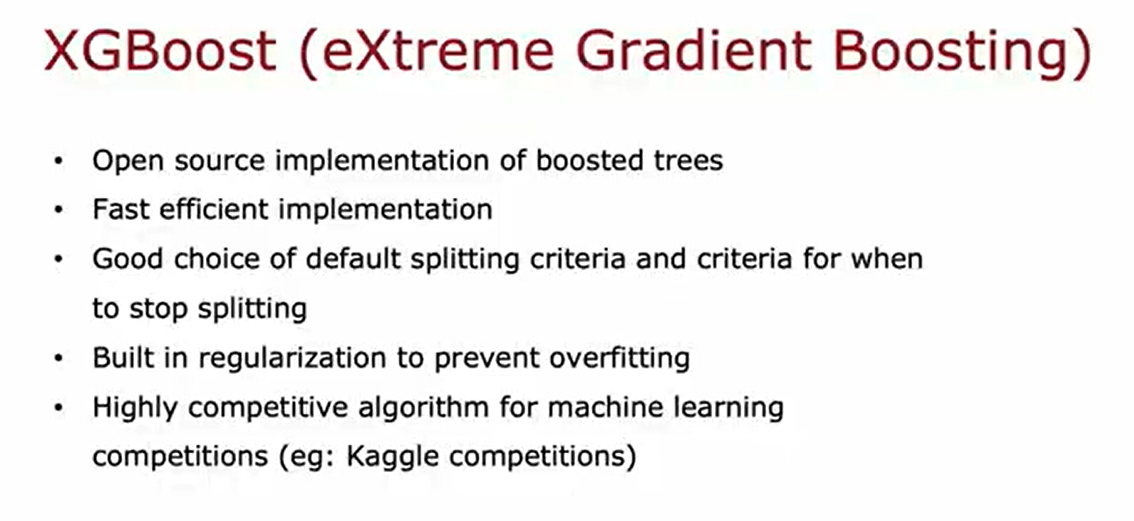 XGBoost (eXtreme Gradient Boosting)
• Open source implementation of boosted trees
• Fast efficient implementation
• Good choice of default splitting criteria and criteria for when
to stop splitting
• Built in regularization to prevent overfitting
• Highly competitive algorithm for machine learning
competitions (eg: Kaggle competitions)